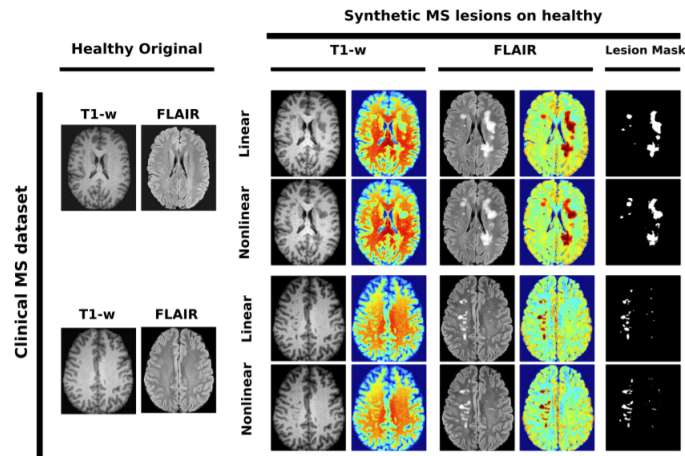 Synthetic MS lesions on healthy
Healthy Original
T1-w
FLAIR
Lesion Mask
Clinical MS dataset
T1-w
FLAIR
Linear
Nonlinear
T1-w
FLAIR
Linear
Nonlinear